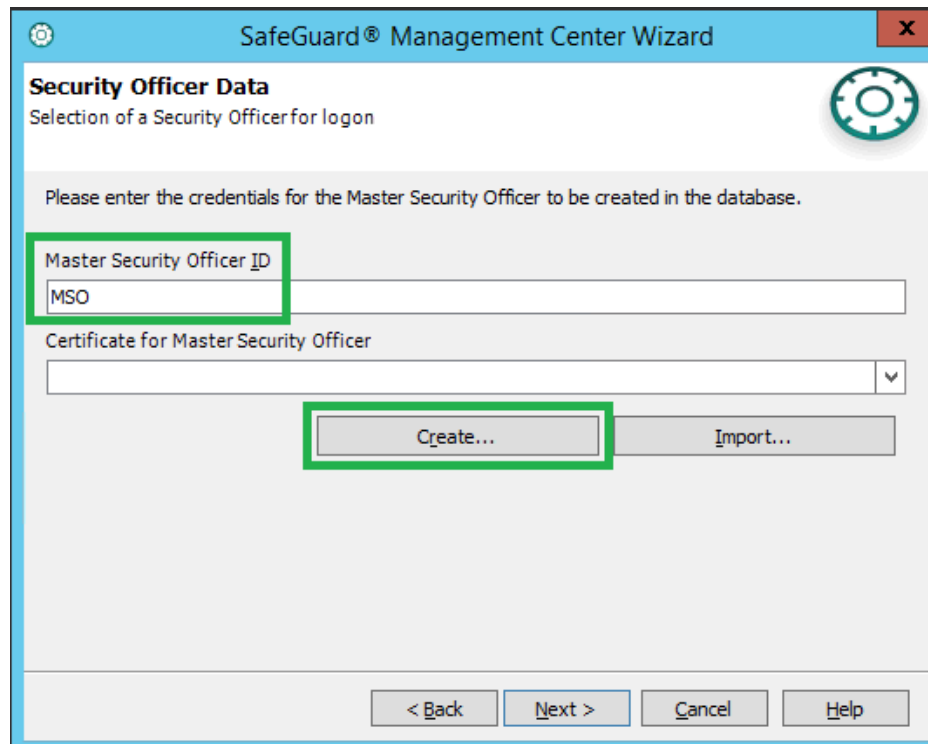 SafeGuard® Management Center Wizard
x
Security Officer Data
Selection of a Security Officer for logon
Please enter the credentials for the Master Security Officer to be created in the database.
Master Security Officer ID
MSO
Certificate for Master Security Officer
Create... Import...
< Back Next > Cancel Help